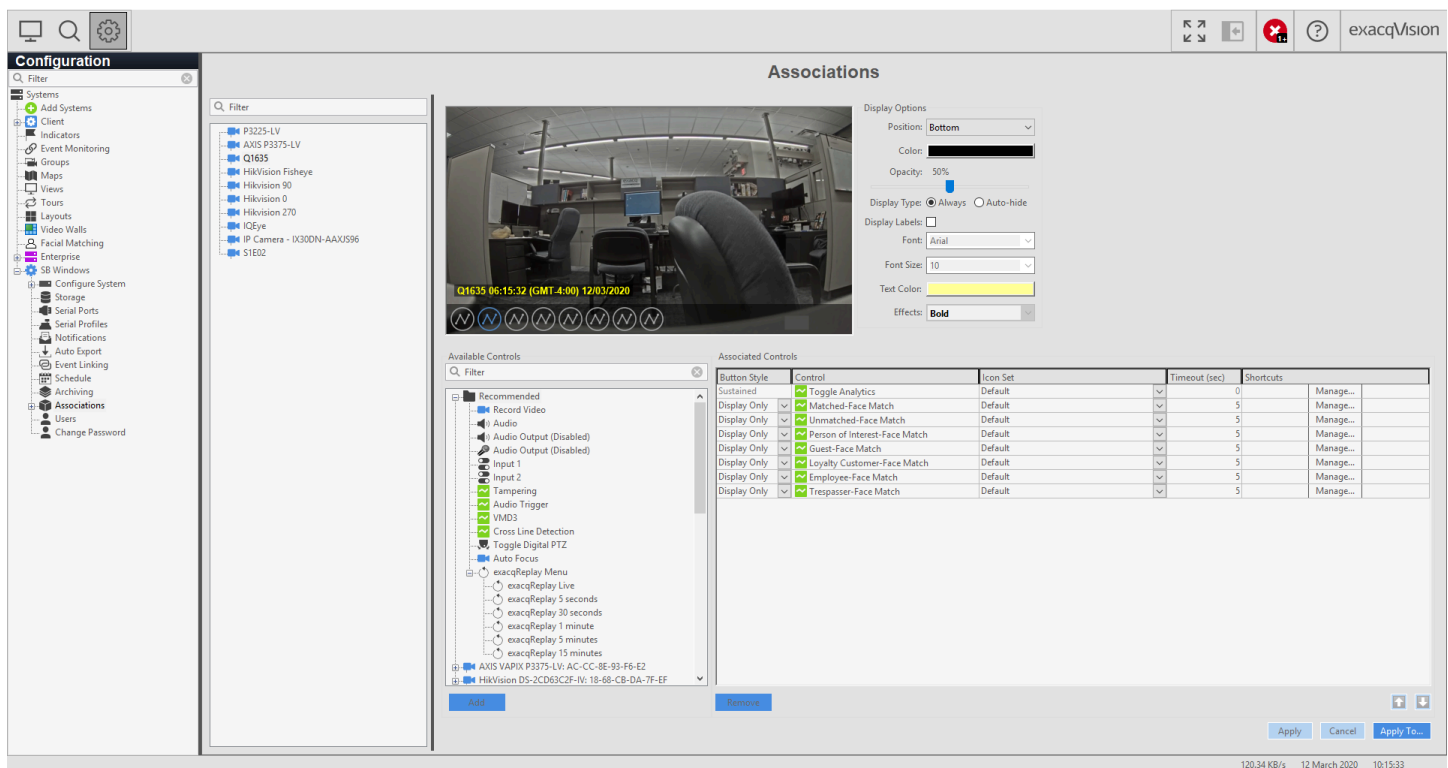 exacqVision
Configuration
Filter
Systems
Add Systems
Client
Indicators
Event Monitoring
Groups
Maps
Views
Tours
Layouts
Video Walls
Facial Matching
Enterprise
SB Windows
Configure System
Storage
Serial Ports
Serial Profiles
Notifications
Auto Export
Event Linking
Schedule
Archiving
Associations
Users
Change Password
Filter
P3225-LV
AXIS P3375-LV
Q1635
HikVision Fisheye
Hikvision 90
Hikvision 0
Hikvision 270
IQEye
IP Camera - IX30DN-AAXJS96
S1E02
Associations
Q1635 06:15:32 (GMT-4:00) 12/03/2020
Display Options
Position: Bottom
Color:
Opacity: 50%
Display Type: Always Auto-hide
Display Labels:
Font: Arial
Font Size: 10
Text Color:
Effects: Bold
Available Controls
Filter
Recommended
Record Video
Audio
Audio Output (Disabled)
Audio Output (Disabled)
Input 1
Input 2
Tampering
Audio Trigger
VMD3
Cross Line Detection
Toggle Digital PTZ
Auto Focus
exacqReplay Menu
exacqReplay Live
exacqReplay 5 seconds
exacqReplay 30 seconds
exacqReplay 1 minute
exacqReplay 5 minutes
exacqReplay 15 minutes
AXIS VAPIX P3375-LV: AC-CC-8E-93-F6-E2
HikVision DS-2CD63C2F-IV: 18-68-CB-DA-7F-EF
Add
Associated Controls
Button Style Control Icon Set Timeout (sec) Shortcuts
Sustained Toggle Analytics Default 0 Manage...
Display Only Matched-Face Match Default 5 Manage...
Display Only Unmatched-Face Match Default 5 Manage...
Display Only Person of Interest-Face Match Default 5 Manage...
Display Only Guest-Face Match Default 5 Manage...
Display Only Loyalty Customer-Face Match Default 5 Manage...
Display Only Employee-Face Match Default 5 Manage...
Display Only Trespasser-Face Match Default 5 Manage...
Remove
Apply Cancel Apply To...
120.34 KB/s 12 March 2020 10:15:33